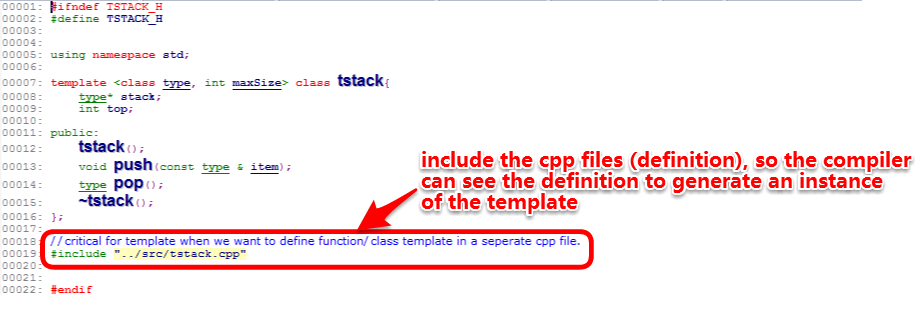 00001: #ifndef TSTACK_H
00002: #define TSTACK_H
00003:
00004:
00005: using namespace std;
00006:
00007: template <class type, int maxSize> class tstack{
00008: type* stack;
00009: int top;
00010:
00011: public:
00012: tstack();
00013: void push(const type & item);
00014: type pop();
00015: ~tstack();
00016: };
00017:
00018: //critical for template when we want to define function/class template in a seperate cpp file.
00019: #include "../src/tstack.cpp"
00020:
00021:
00022: #endif
include the cpp files (definition), so the compiler
can see the definition to generate an instance
of the template